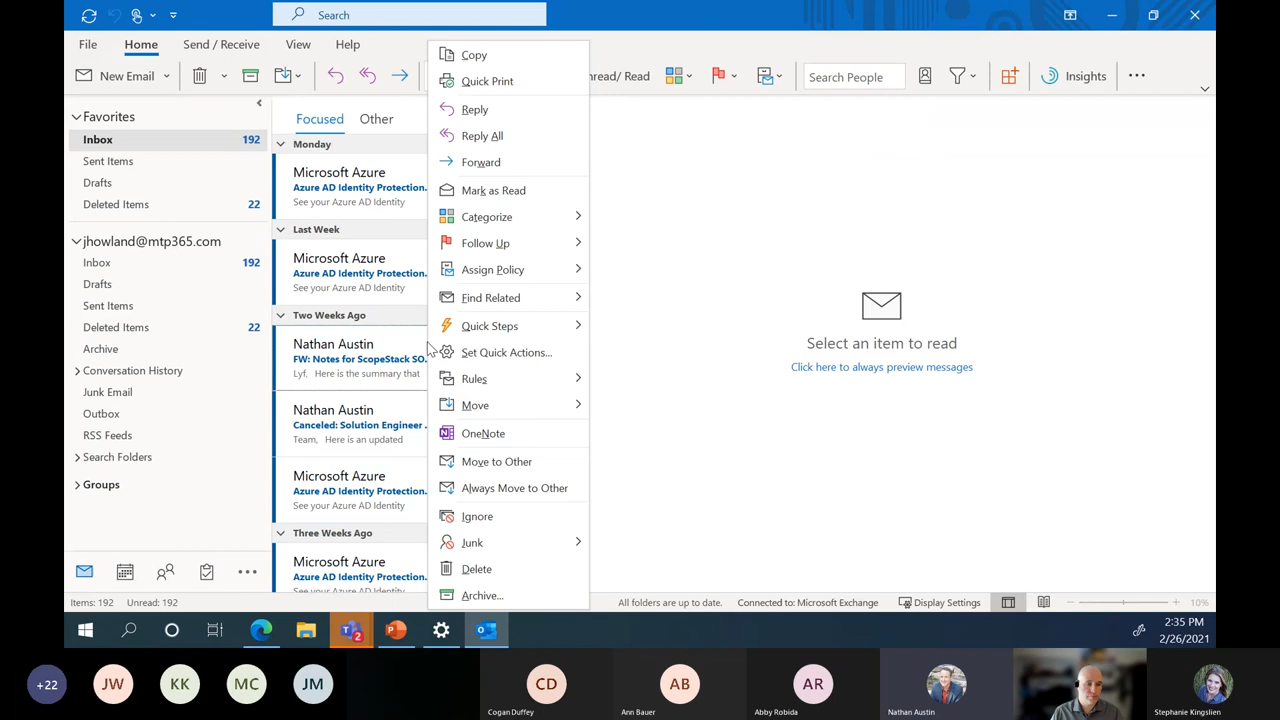 Search
File
Home
Send / Receive
View
Help
New Email
Unread/ Read
Search People
Insights
Favorites
Inbox 192
Sent Items
Drafts
Deleted Items 22
jhowland@mtp365.com
Inbox 192
Drafts
Sent Items
Deleted Items 22
Archive
Conversation History
Junk Email
Outbox
RSS Feeds
Search Folders
Groups
Focused Other
Monday
Microsoft Azure
Azure AD Identity Protection...
See your Azure AD Identity
Last Week
Microsoft Azure
Azure AD Identity Protection...
See your Azure AD Identity
Two Weeks Ago
Nathan Austin
FW: Notes for ScopeStack SO...
Lyf, Here is the summary that
Nathan Austin
Canceled: Solution Engineer ...
Team, Here is an updated
Microsoft Azure
Azure AD Identity Protection...
See your Azure AD Identity
Three Weeks Ago
Microsoft Azure
Azure AD Identity Protection...
See your Azure AD Identity
Copy
Quick Print
Reply
Reply All
Forward
Mark as Read
Categorize
Follow Up
Assign Policy
Find Related
Quick Steps
Set Quick Actions...
Rules
Move
OneNote
Move to Other
Always Move to Other
Ignore
Junk
Delete
Archive...
Select an item to read
Click here to always preview messages
Items: 192 Unread: 192
All folders are up to date.
Connected to: Microsoft Exchange
Display Settings
10%
2
2:35 PM
2/26/2021
+22
JW
KK
MC
JM
CD
Cogan Duffey
AB
Ann Bauer
AR
Abby Robida
Nathan Austin
Stephanie Kingslien